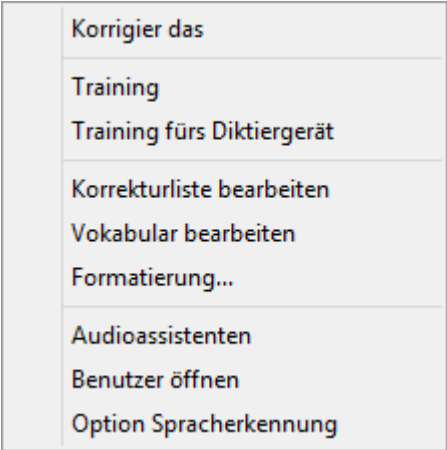 Korrigier das
Training
Training fürs Diktiergerät
Korrekturliste bearbeiten
Vokabular bearbeiten
Formatierung...
Audioassistenten
Benutzer öffnen
Option Spracherkennung